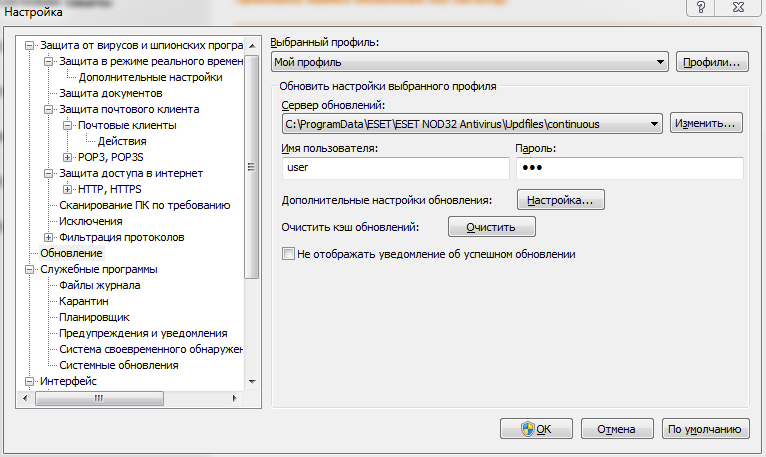 Настройка
Защита от вирусов и шпионских програ
Защита в режиме реального времен
Дополнительные настройки
Защита документов
Защита почтового клиента
Почтовые клиенты
Действия
POP3, POP3S
Защита доступа в интернет
HTTP, HTTPS
Сканирование ПК по требованию
Исключения
Фильтрация протоколов
Обновление
Служебные программы
Файлы журнала
Карантин
Планировщик
Предупреждения и уведомления
Система своевременного обнаружен
Системные обновления
Интерфейс
Выбранный профиль:
Мой профиль
Профили...
Обновить настройки выбранного профиля
Сервер обновлений:
C:\ProgramData\ESET\ESET NOD32 Antivirus\Updfiles\continuous
Изменить...
Имя пользователя:
Пароль:
user
●●●
Дополнительные настройки обновления:
Настройка...
Очистить кэш обновлений:
Очистить
Не отображать уведомление об успешном обновлении
OK
Отмена
По умолчанию